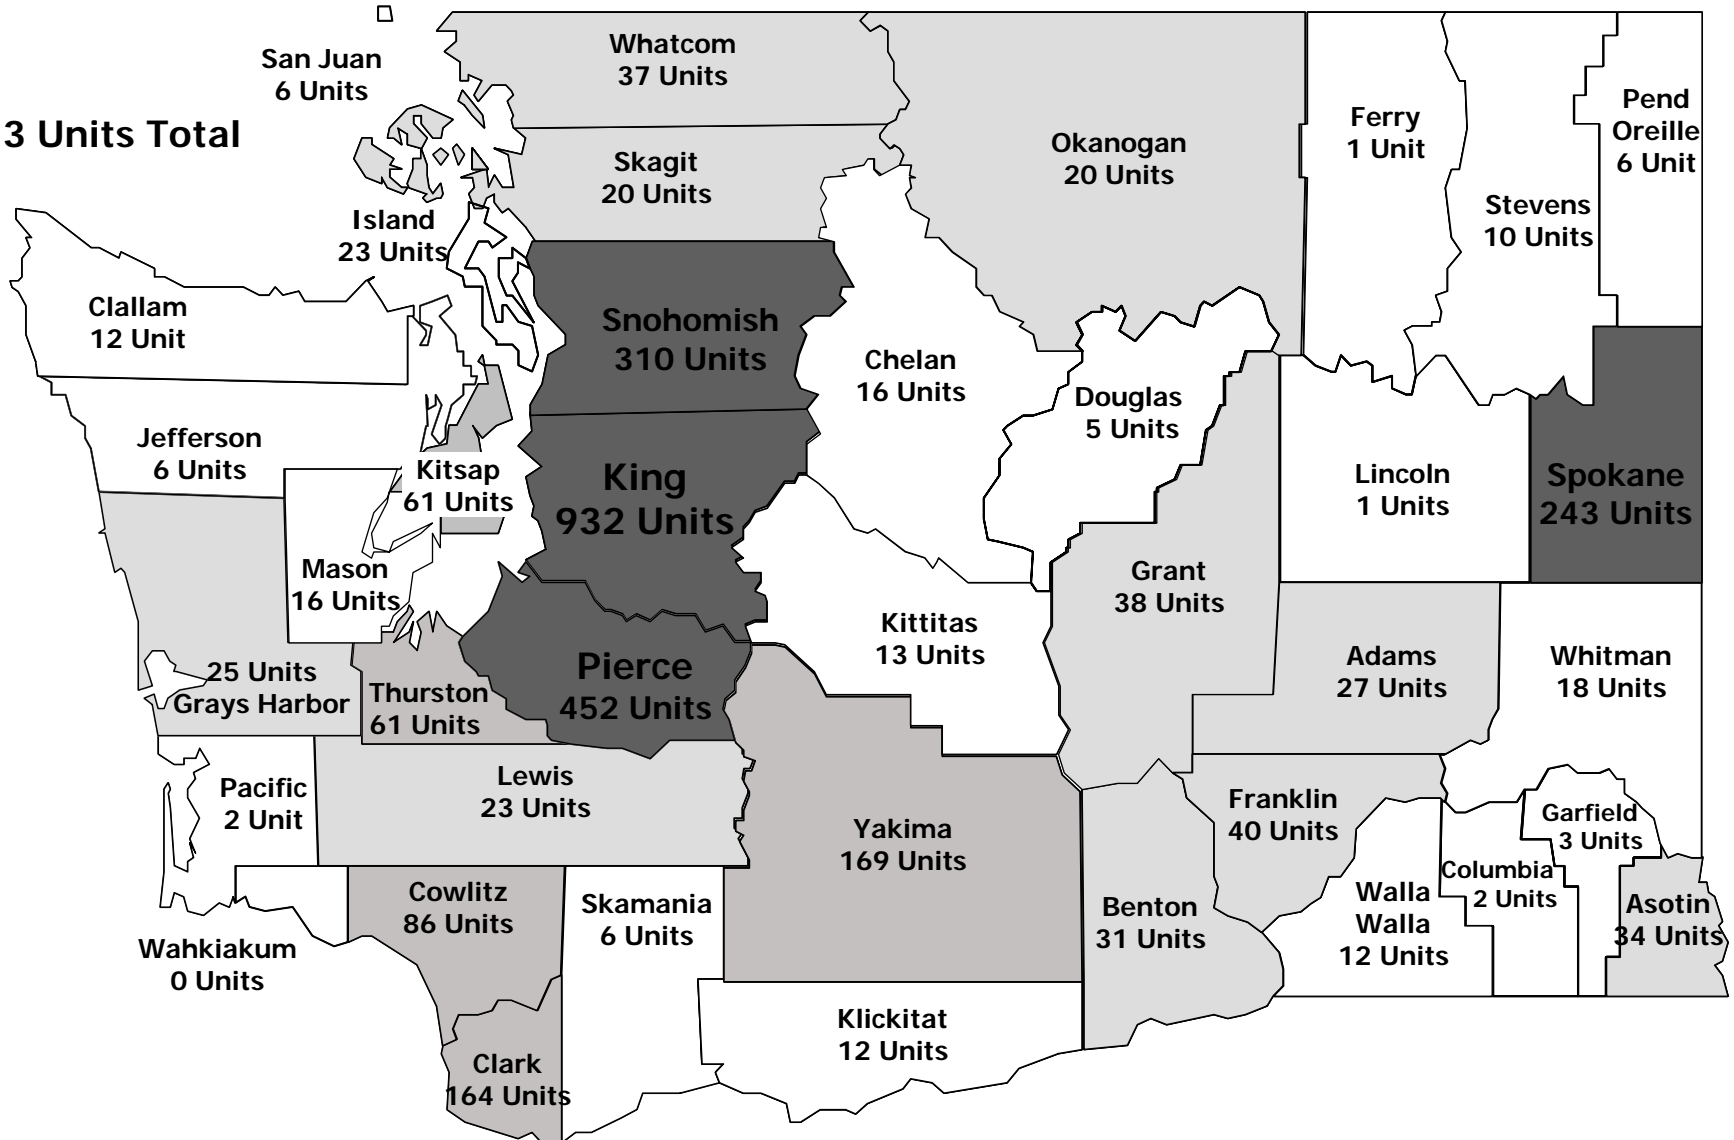 San Juan
6 Units
3 Units Total
Whatcom
37 Units
Skagit
20 Units
Okanogan
20 Units
Ferry
1 Unit
Pend
Oreille
6 Unit
Stevens
10 Units
Island
23 Units
Clallam
12 Unit
Snohomish
310 Units
Chelan
16 Units
Douglas
5 Units
Jefferson
6 Units
Kitsap
61 Units
King
932 Units
Lincoln
1 Units
Spokane
243 Units
Mason
16 Units
Grant
38 Units
Kittitas
13 Units
Adams
27 Units
Whitman
18 Units
25 Units
Grays Harbor
Thurston
61 Units
Pierce
452 Units
Pacific
2 Unit
Lewis
23 Units
Yakima
169 Units
Franklin
40 Units
Garfield
3 Units
Columbia
2 Units
Walla
Walla
12 Units
Asotin
34 Units
Benton
31 Units
Cowlitz
86 Units
Skamania
6 Units
Wahkiakum
0 Units
Klickitat
12 Units
Clark
164 Units